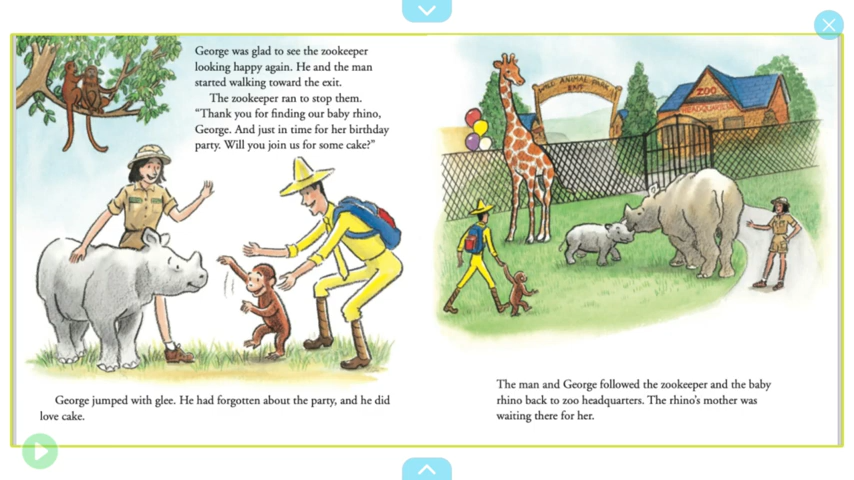 George was glad to see the zookeeper
looking happy again. He and the man
started walking toward the exit.
The zookeeper ran to stop them.
“Thank you for finding our baby rhino,
George. And just in time for her birthday
party. Will you join us for some cake?”
George jumped with glee. He had forgotten about the party, and he did
love cake.
WILD ANIMAL PARK
EXIT
ZOO
HEADQUARTERS
The man and George followed the zookeeper and the baby
rhino back to zoo headquarters. The rhino’s mother was
waiting there for her.